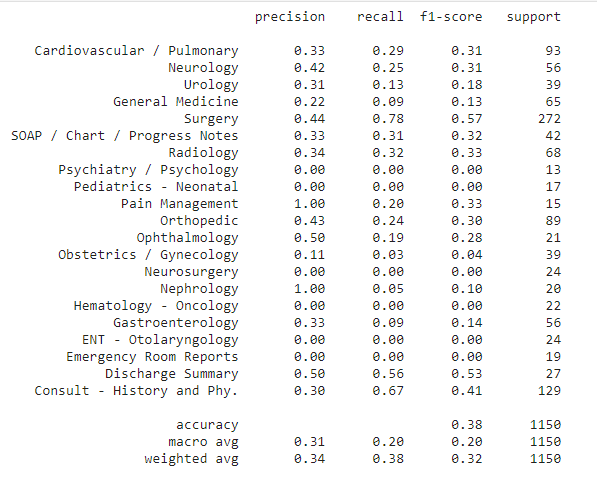 precision recall f1-score support
Cardiovascular / Pulmonary 0.33 0.29 0.31 93
Neurology 0.42 0.25 0.31 56
Urology 0.31 0.13 0.18 39
General Medicine 0.22 0.09 0.13 65
Surgery 0.44 0.78 0.57 272
SOAP / Chart / Progress Notes 0.33 0.31 0.32 42
Radiology 0.34 0.32 0.33 68
Psychiatry / Psychology 0.00 0.00 0.00 13
Pediatrics - Neonatal 0.00 0.00 0.00 17
Pain Management 1.00 0.20 0.33 15
Orthopedic 0.43 0.24 0.30 89
Ophthalmology 0.50 0.19 0.28 21
Obstetrics / Gynecology 0.11 0.03 0.04 39
Neurosurgery 0.00 0.00 0.00 24
Nephrology 1.00 0.05 0.10 20
Hematology - Oncology 0.00 0.00 0.00 22
Gastroenterology 0.33 0.09 0.14 56
ENT - Otolaryngology 0.00 0.00 0.00 24
Emergency Room Reports 0.00 0.00 0.00 19
Discharge Summary 0.50 0.56 0.53 27
Consult - History and Phy. 0.30 0.67 0.41 129
accuracy 0.38 1150
macro avg 0.31 0.20 0.20 1150
weighted avg 0.34 0.38 0.32 1150